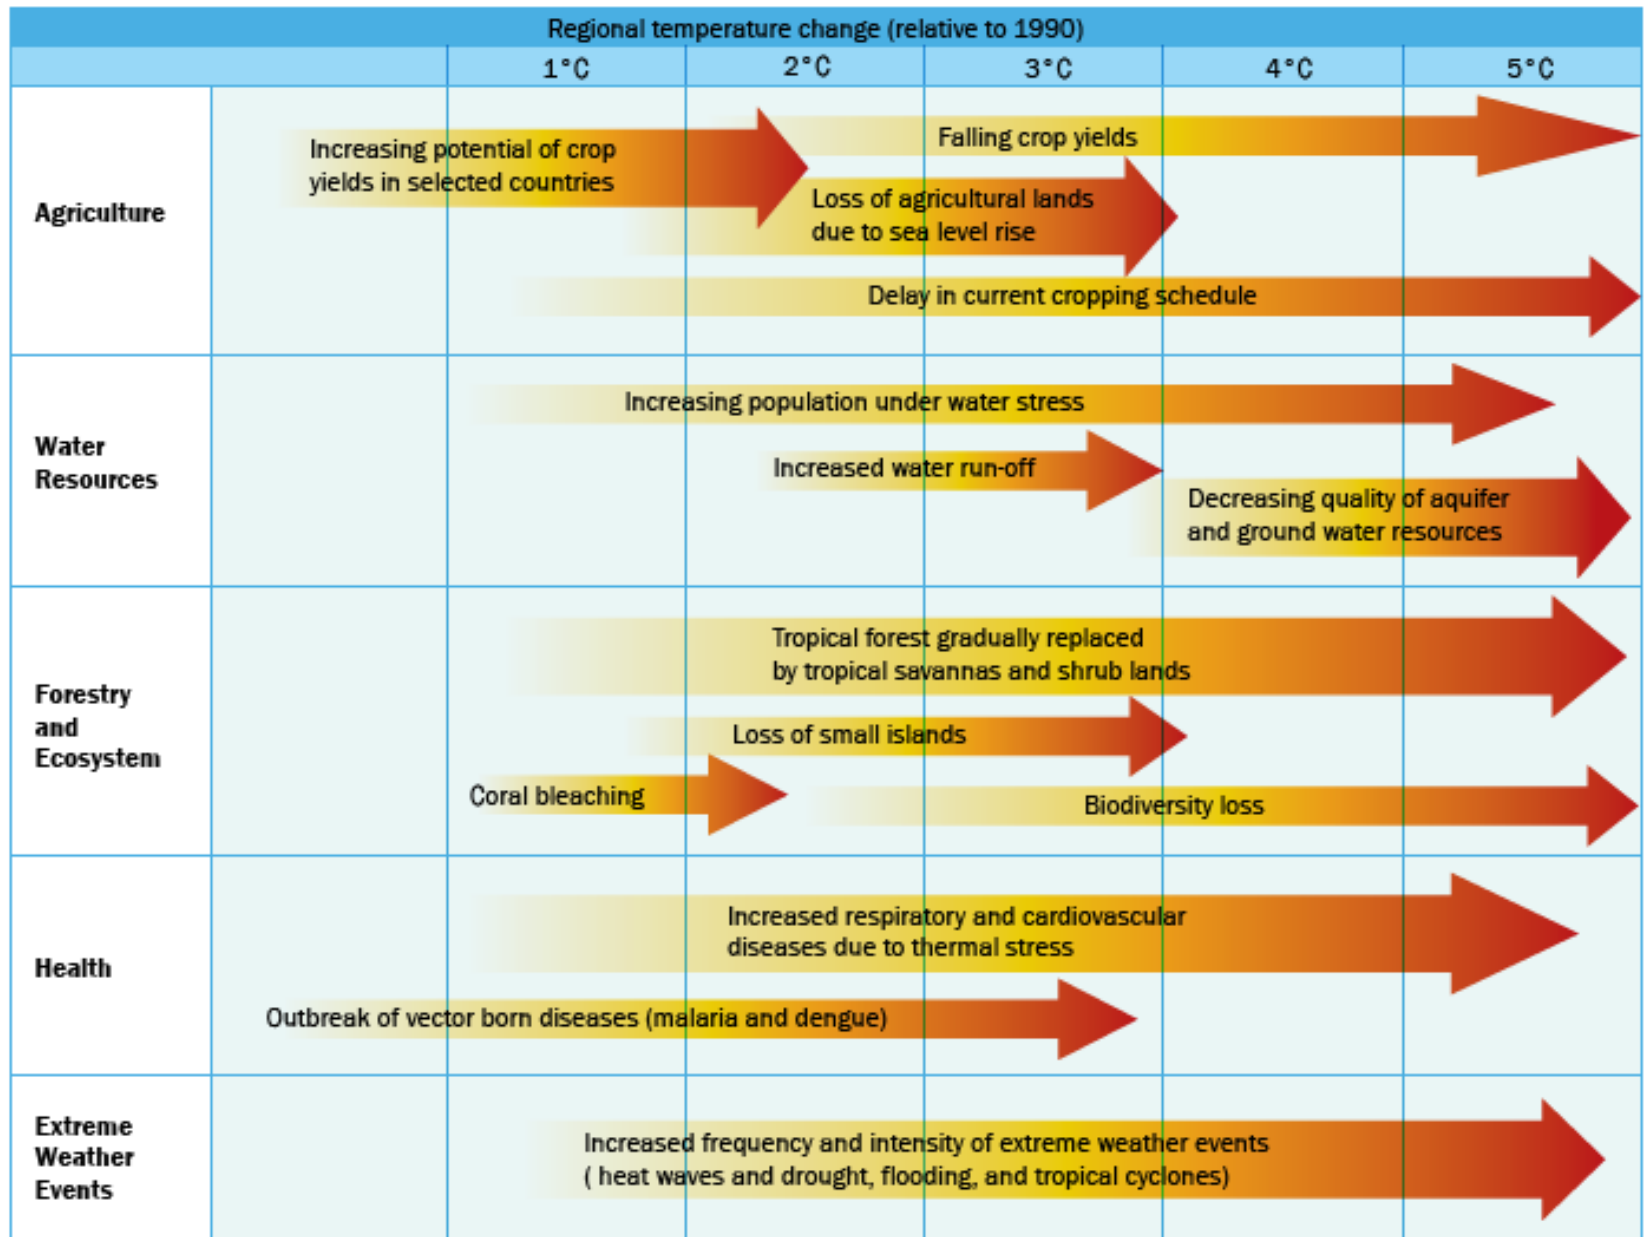 Regional temperature change (relative to 1990)
1°C 2°C 3°C 4°C 5°C
Agriculture
Increasing potential of crop
yields in selected countries
Falling crop yields
Loss of agricultural lands
due to sea level rise
Delay in current cropping schedule
Water
Resources
Increasing population under water stress
Increased water run-off
Decreasing quality of aquifer
and ground water resources
Forestry
and
Ecosystem
Tropical forest gradually replaced
by tropical savannas and shrub lands
Loss of small islands
Coral bleaching
Biodiversity loss
Health
Increased respiratory and cardiovascular
diseases due to thermal stress
Outbreak of vector born diseases (malaria and dengue)
Extreme
Weather
Events
Increased frequency and intensity of extreme weather events
( heat waves and drought, flooding, and tropical cyclones)